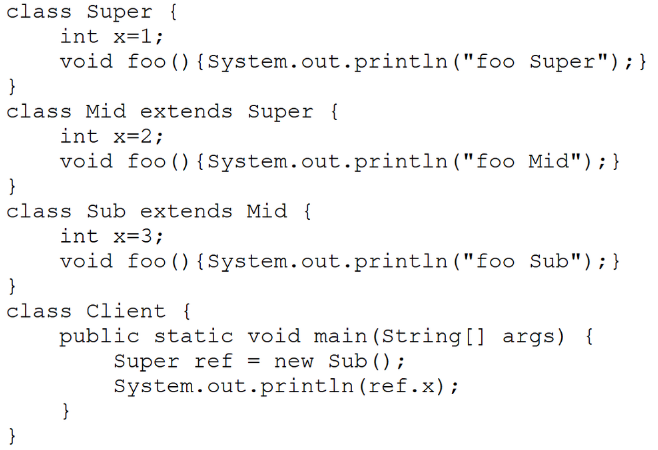 class Super {
    int x=1;
    void foo(){System.out.println("foo Super");}
}
class Mid extends Super {
    int x=2;
    void foo(){System.out.println("foo Mid");}
}
class Sub extends Mid {
    int x=3;
    void foo(){System.out.println("foo Sub");}
}
class Client {
    public static void main(String[] args) {
        Super ref = new Sub();
        System.out.println(ref.x);
    }
}